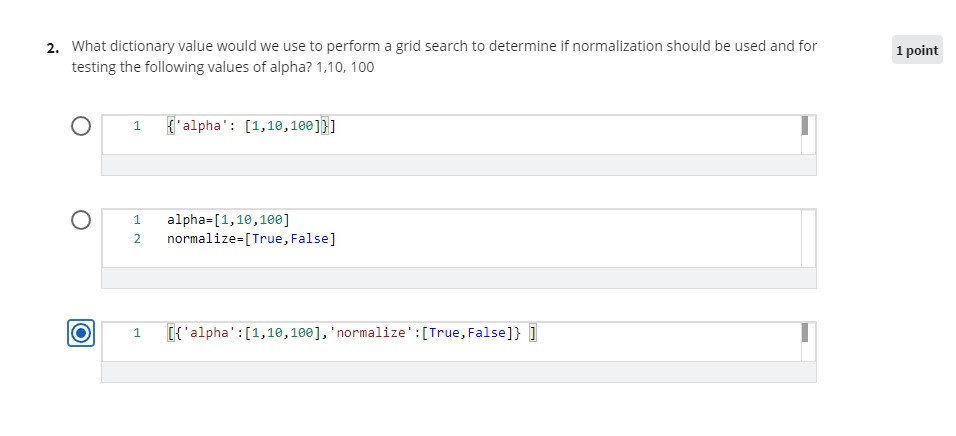 2. What dictionary value would we use to perform a grid search to determine if normalization should be used and for
testing the following values of alpha? 1,10, 100
1 point
1 {'alpha': [1,10,100]}]
1 alpha=[1,10,100]
2 normalize=[True,False]
1 [{'alpha':[1,10,100],'normalize':[True,False]} ]